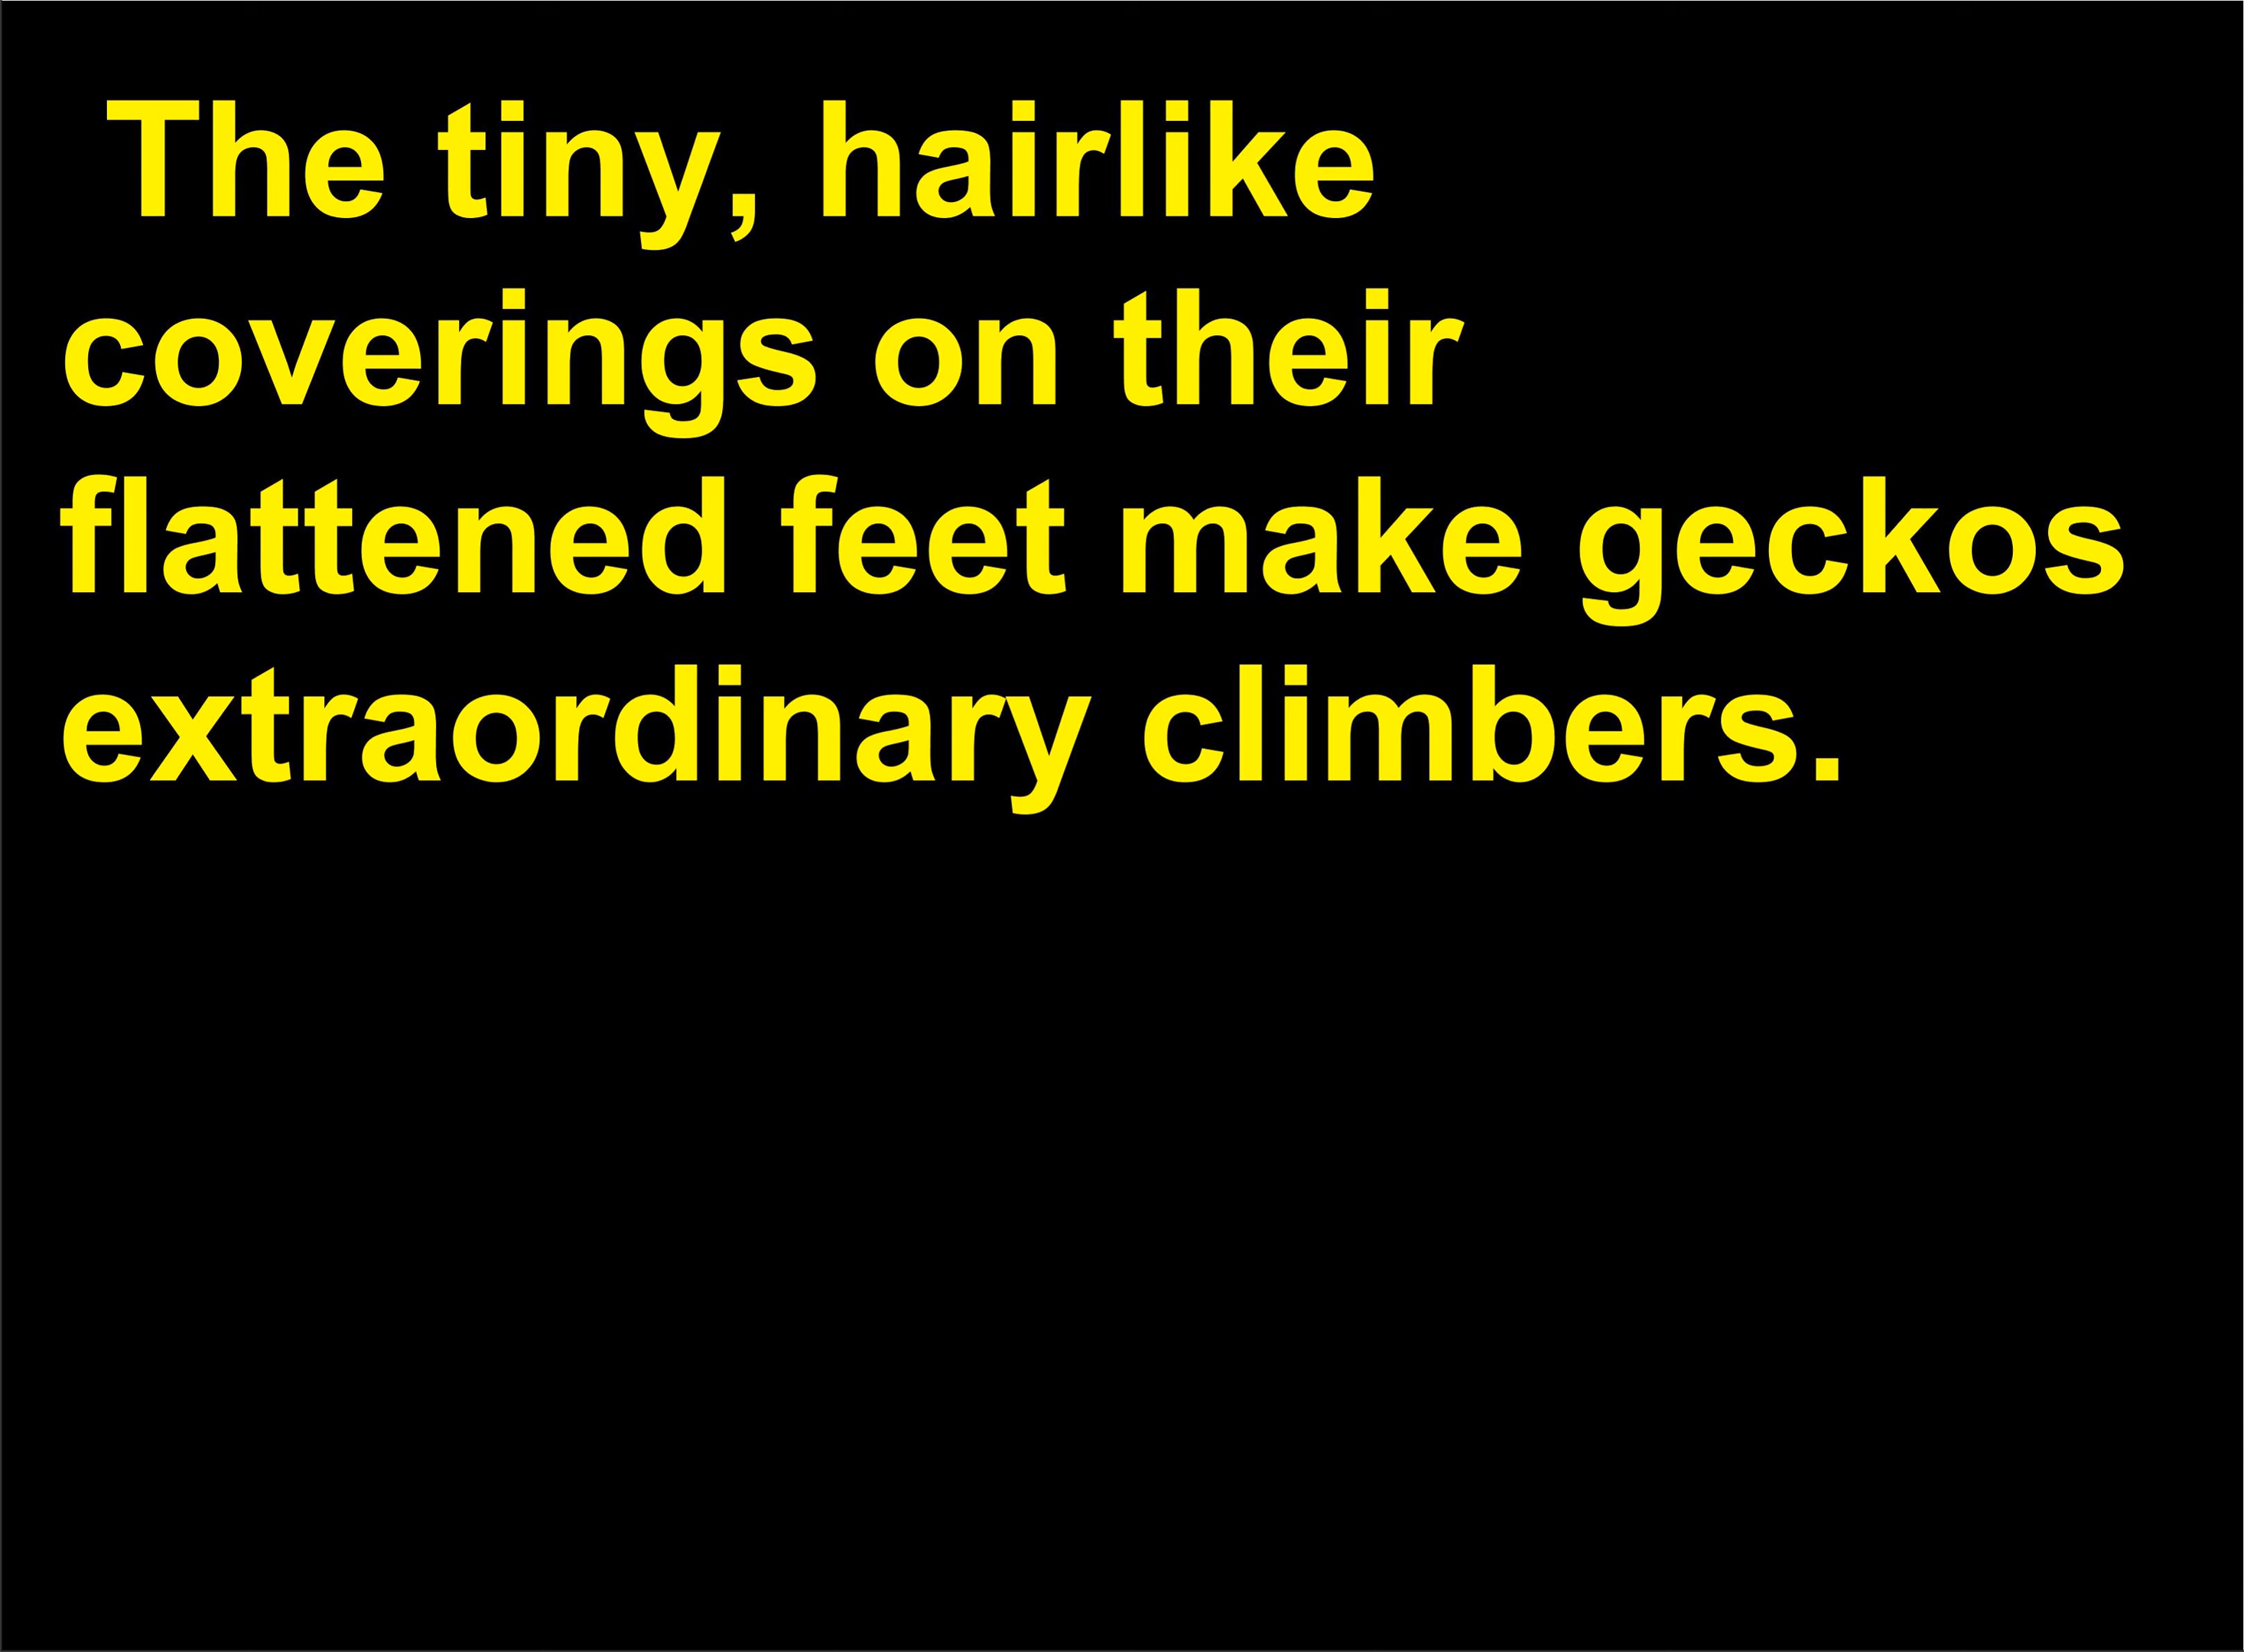 The tiny, hairlike
coverings on their
flattened feet make geckos
extraordinary climbers.